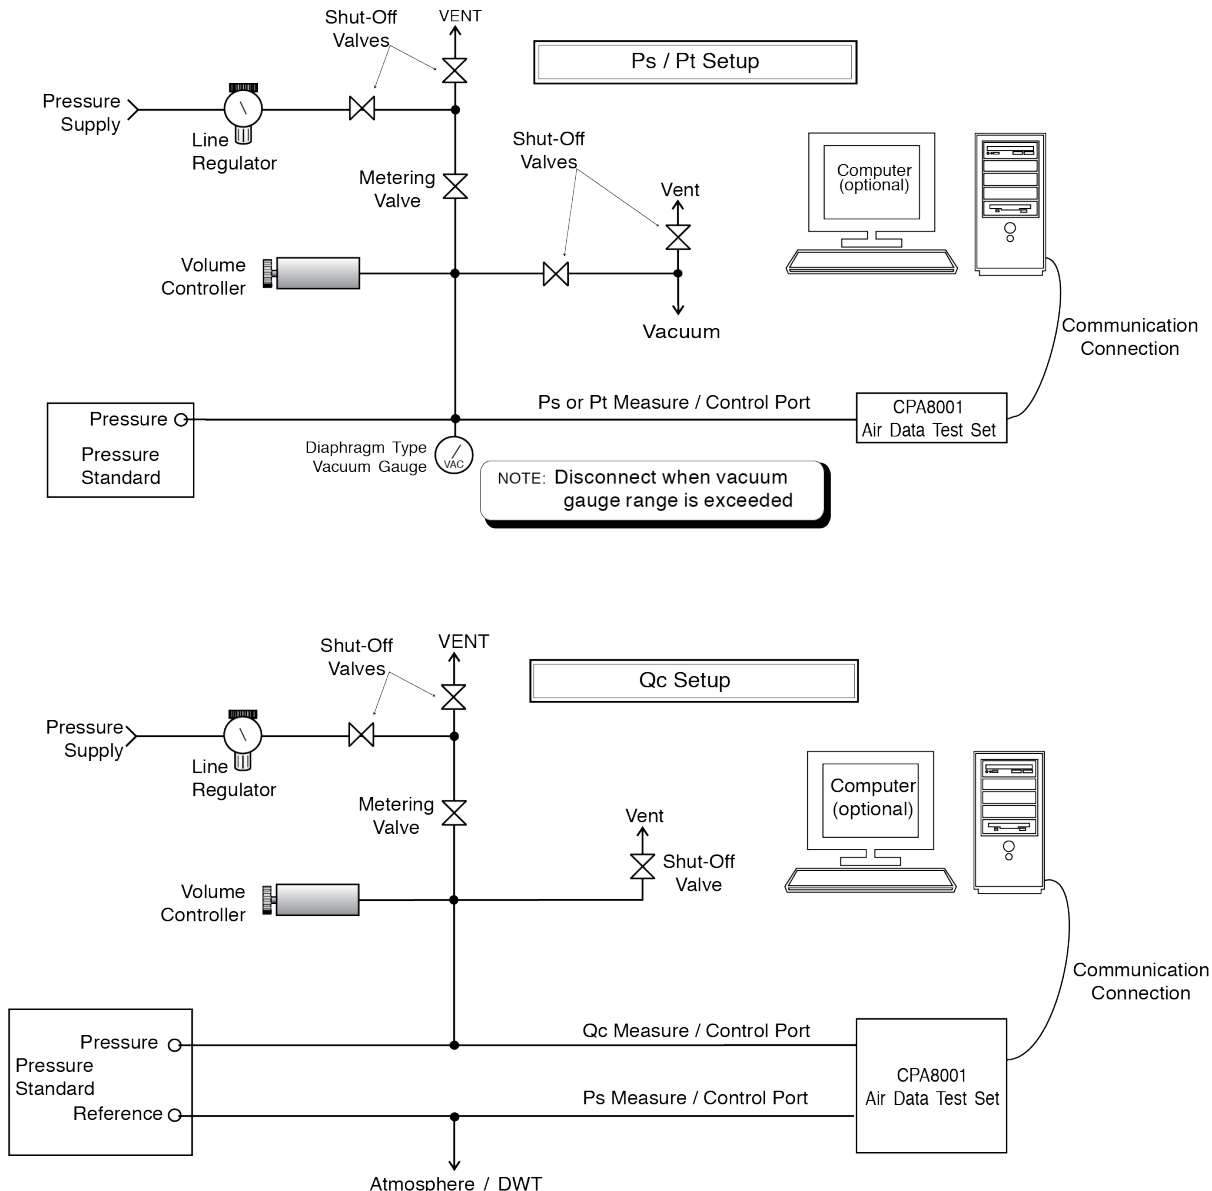 Shut-Off
Valves
VENT
Ps / Pt Setup
Pressure
Supply
Line
Regulator
Shut-Off
Valves
Metering
Valve
Vent
Computer
(optional)
Volume
Controller
Vacuum
Communication
Connection
Ps or Pt Measure / Control Port
CPA8001
Air Data Test Set
Pressure
Pressure
Standard
Diaphragm Type
Vacuum Gauge
VAC
NOTE: Disconnect when vacuum
gauge range is exceeded
Shut-Off
Valves
VENT
Qc Setup
Pressure
Supply
Line
Regulator
Metering
Valve
Vent
Shut-Off
Valve
Computer
(optional)
Volume
Controller
Communication
Connection
Qc Measure / Control Port
Pressure
Pressure
Standard
Reference
Ps Measure / Control Port
CPA8001
Air Data Test Set
Atmosphere / DWT